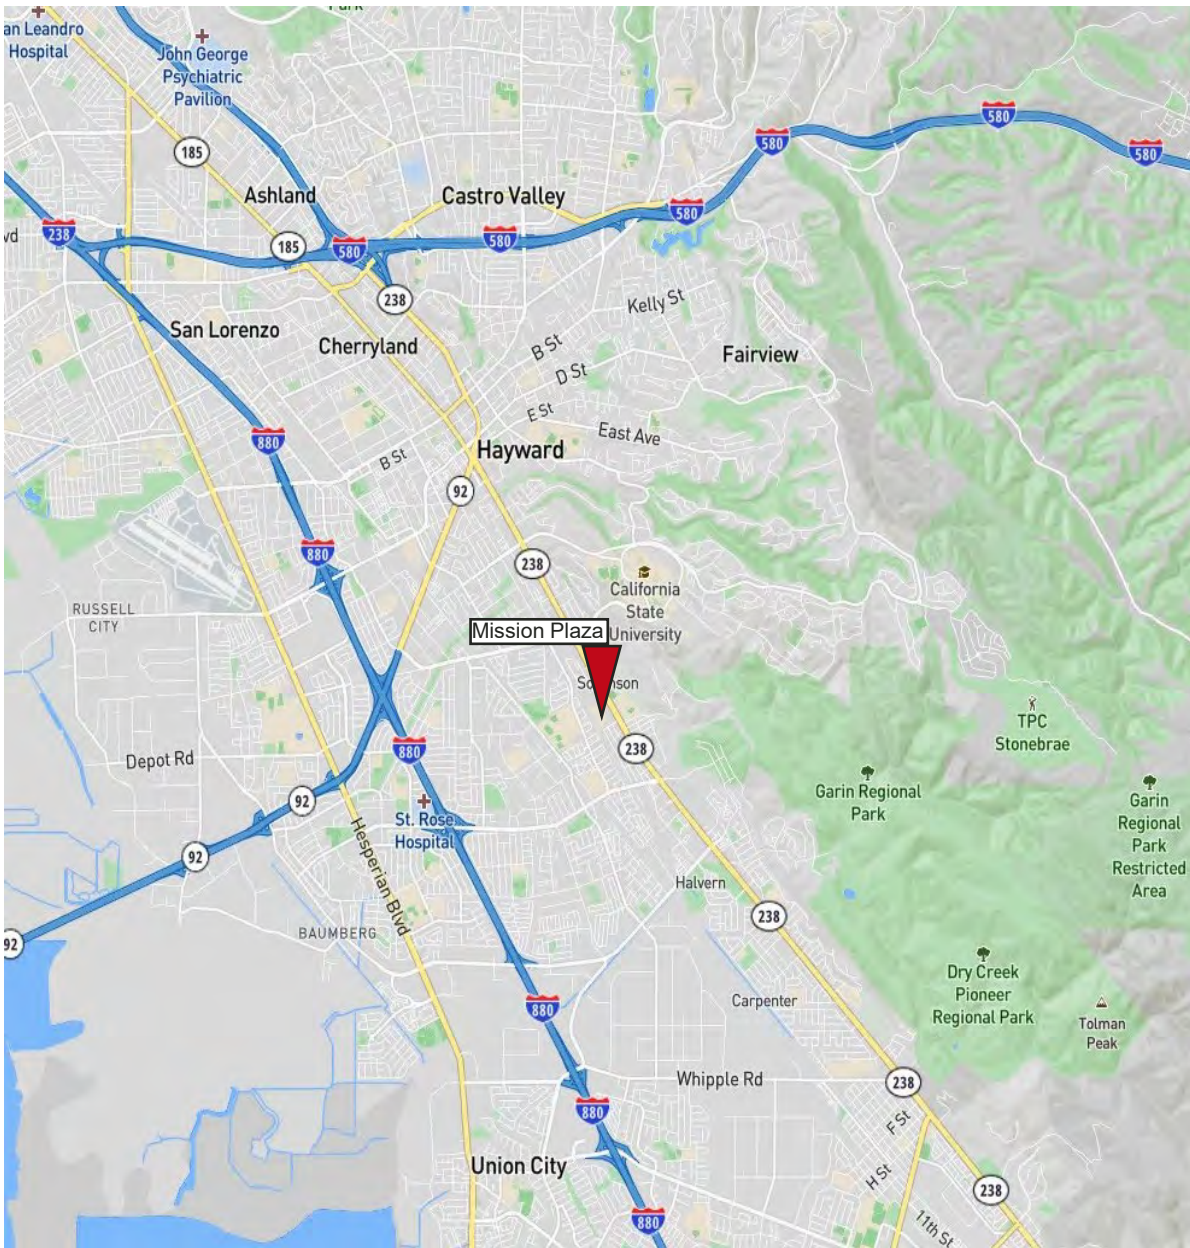 Park
an Leandro
Hospital
John George
Psychiatric
Pavilion
580
580
580
185
Ashland
Castro Valley
580
vd
238
185
580
580
238
Kelly St
San Lorenzo
Cherryland
B St
Fairview
D St
E St
880
East Ave
Hayward
B St
92
880
238
California
State
University
RUSSELL
CITY
Mission Plaza
TPC
Stonebrae
Depot Rd
880
238
92
Garin Regional
Park
Garin
Regional
Park
Restricted
Area
St. Rose
Hospital
92
Hesperian Blvd
Halvern
238
BAUMBERG
92
Dry Creek
Pioneer
Regional Park
Carpenter
880
Tolman
Peak
Whipple Rd
238
880
F St
Union City
H St
238
880
11th St